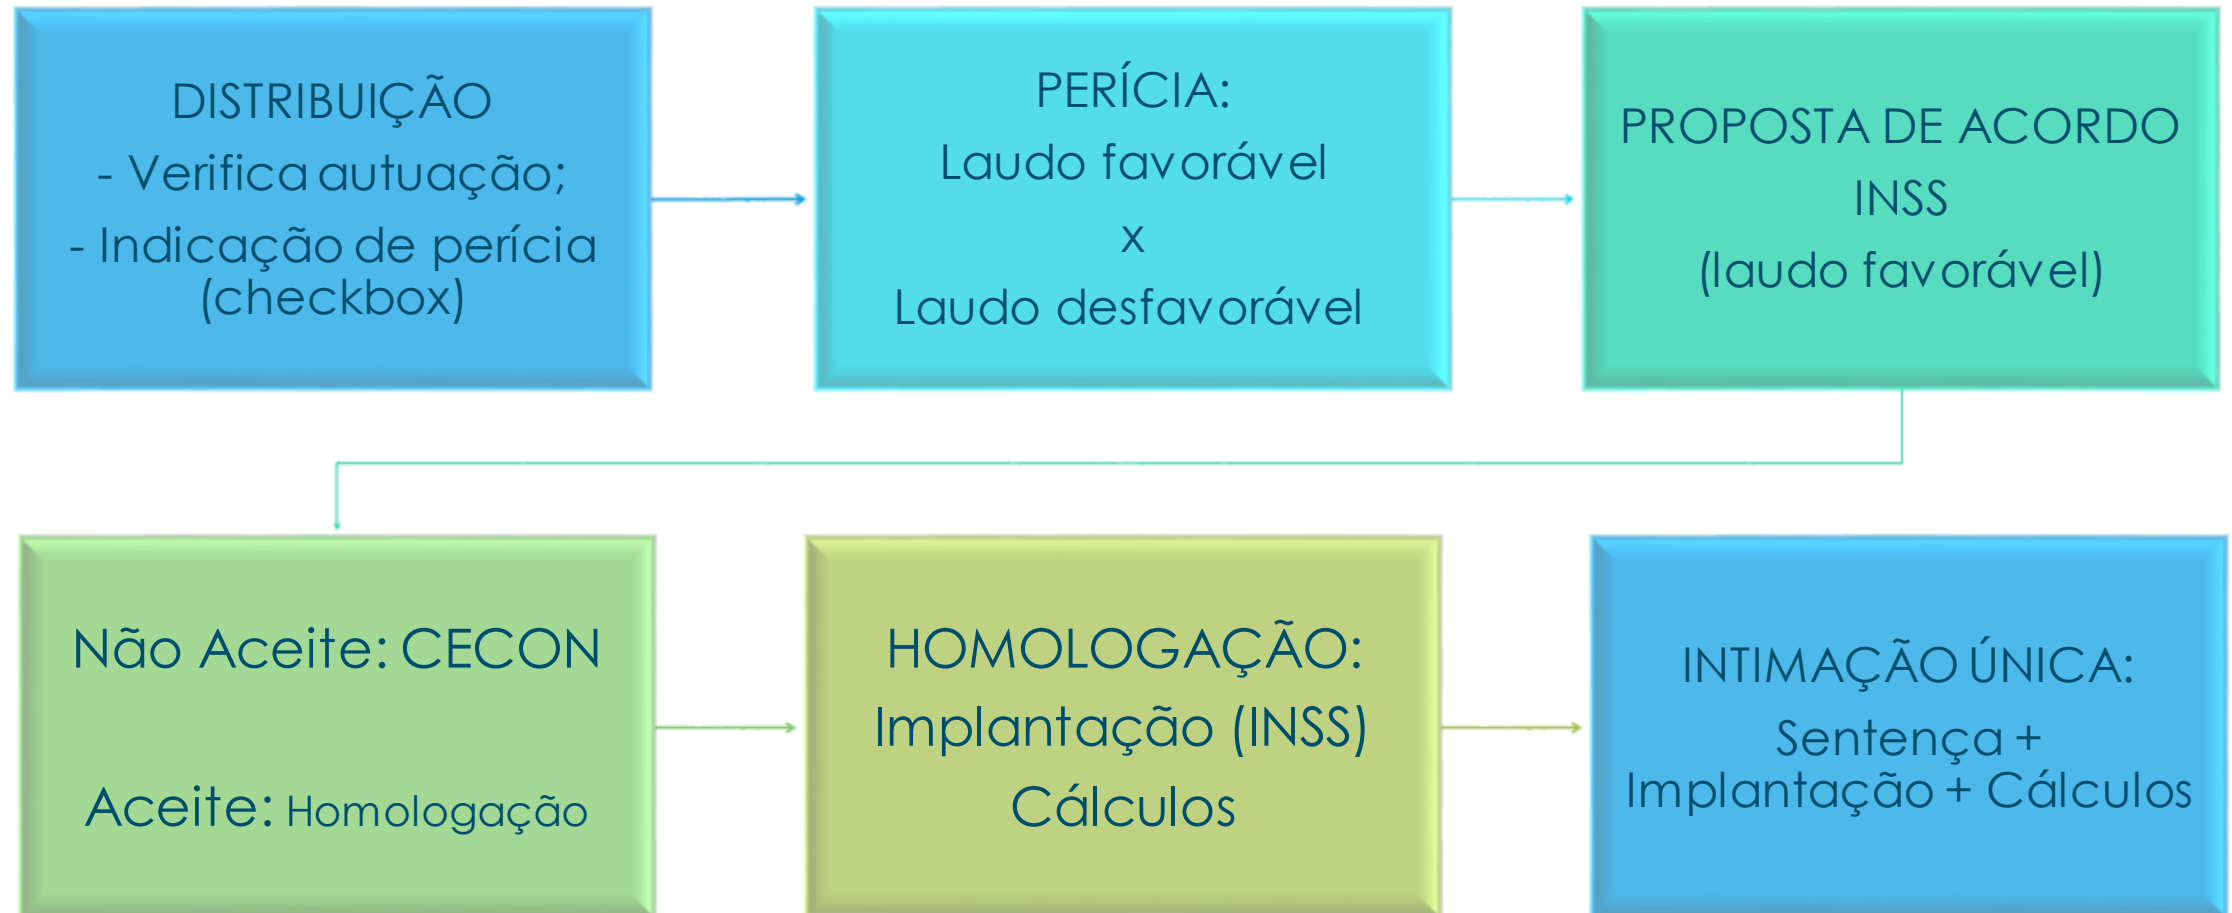 DISTRIBUIÇÃO
- Verifica autuação;
- Indicação de perícia
(checkbox)
PERÍCIA:
Laudo favorável
x
Laudo desfavorável
PROPOSTA DE ACORDO
INSS
(laudo favorável)
Não Aceite: CECON
Aceite: Homologação
HOMOLOGAÇÃO:
Implantação (INSS)
Cálculos
INTIMAÇÃO ÚNICA:
Sentença +
Implantação + Cálculos